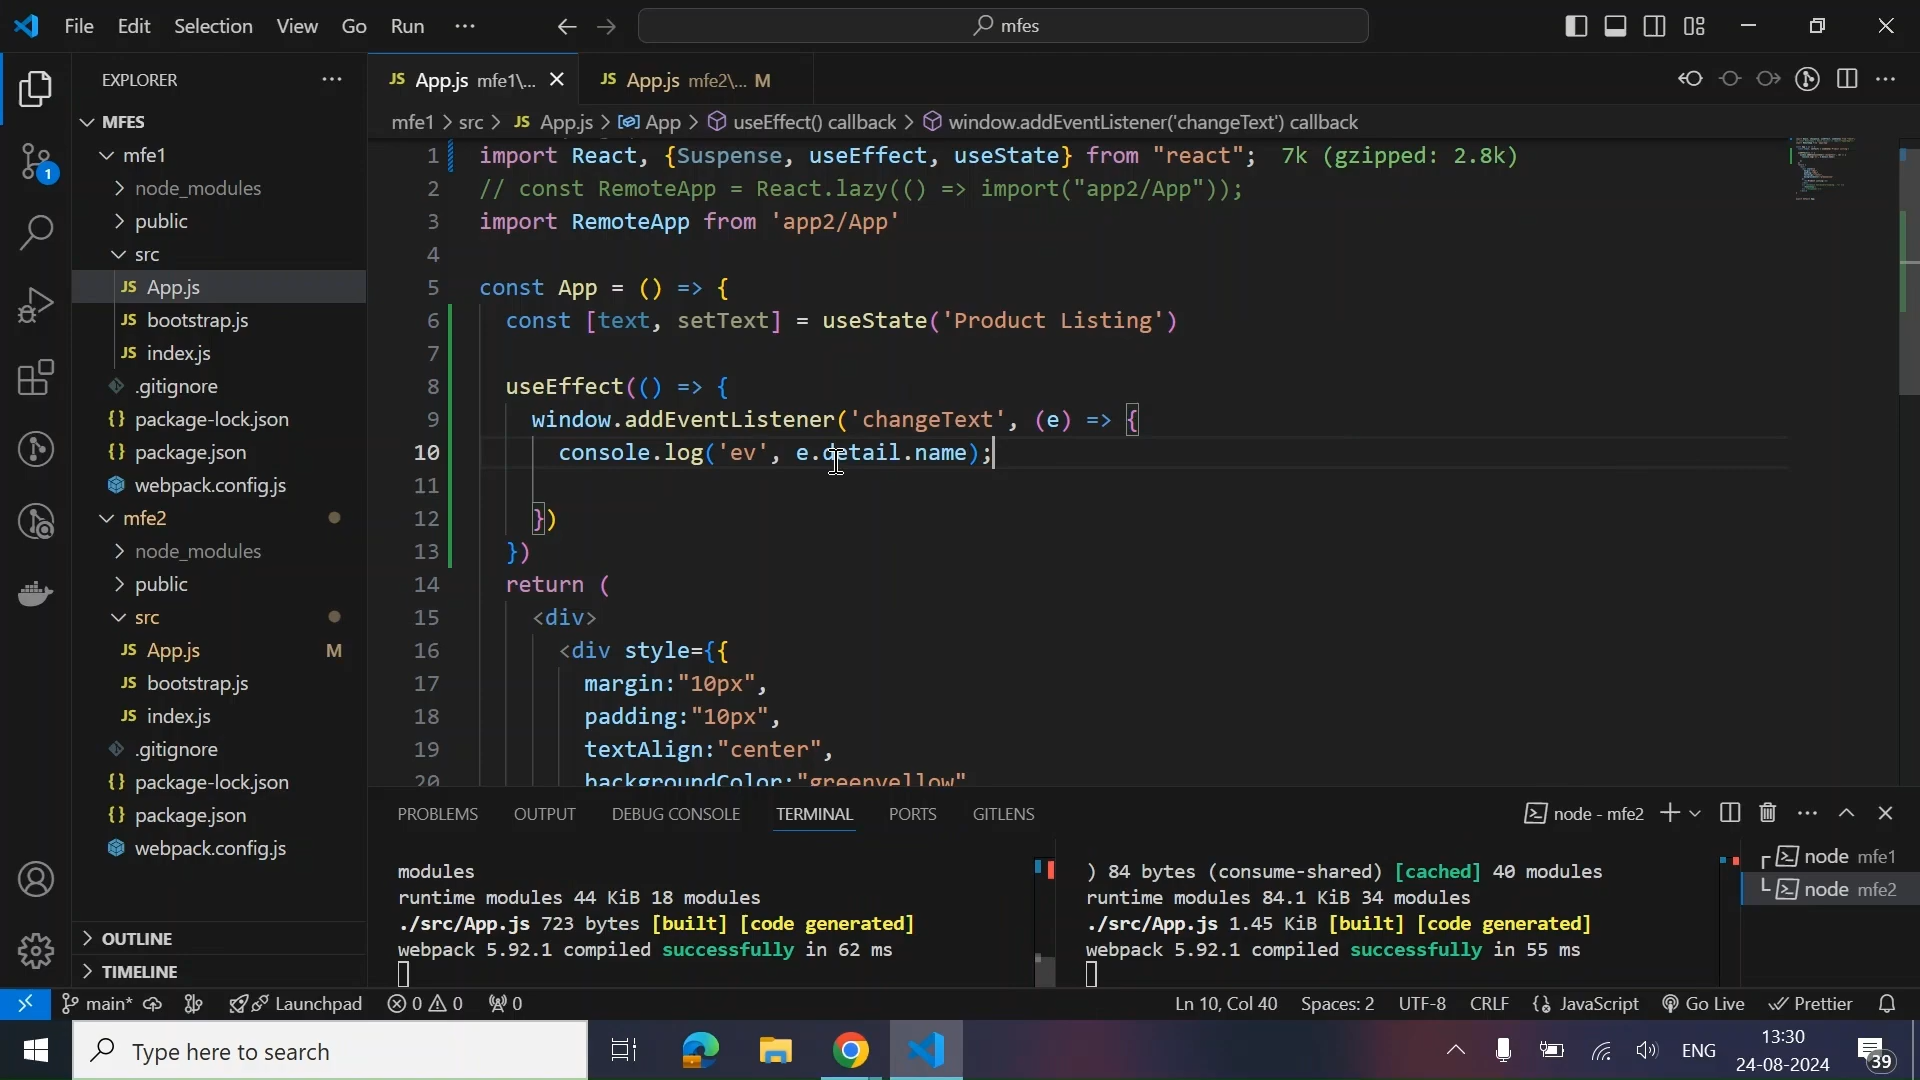 File Edit Selection View Go Run ··· mfes
EXPLORER ···
MFES
mfe1
node_modules
public
src
JS App.js
JS bootstrap.js
JS index.js
.gitignore
{} package-lock.json
{} package.json
webpack.config.js
mfe2
node_modules
public
src
JS App.js M
JS bootstrap.js
JS index.js
.gitignore
{} package-lock.json
{} package.json
webpack.config.js
OUTLINE
TIMELINE
1
JS App.js mfe1\... JS App.js mfe2\... M
mfe1 > src > JS App.js > App > useEffect() callback > window.addEventListener('changeText') callback
1 import React, {Suspense, useEffect, useState} from "react"; 7k (gzipped: 2.8k)
2 // const RemoteApp = React.lazy(() => import("app2/App"));
3 import RemoteApp from 'app2/App'
4
5 const App = () => {
6 const [text, setText] = useState('Product Listing')
7
8 useEffect(() => {
9 window.addEventListener('changeText', (e) => {
10 console.log('ev', e.detail.name);
11
12 })
13 })
14 return (
15 <div>
16 <div style={{
17 margin:"10px",
18 padding:"10px",
19 textAlign:"center",
20 backgroundColor:"greenyellow"
PROBLEMS OUTPUT DEBUG CONSOLE TERMINAL PORTS GITLENS node - mfe2
modules
runtime modules 44 KiB 18 modules
./src/App.js 723 bytes [built] [code generated]
webpack 5.92.1 compiled successfully in 62 ms
) 84 bytes (consume-shared) [cached] 40 modules
runtime modules 84.1 KiB 34 modules
./src/App.js 1.45 KiB [built] [code generated]
webpack 5.92.1 compiled successfully in 55 ms
node mfe1
node mfe2
main* Launchpad 0 0 0 Ln 10, Col 40 Spaces: 2 UTF-8 CRLF JavaScript Go Live Prettier
Type here to search ENG 13:30
24-08-2024
39